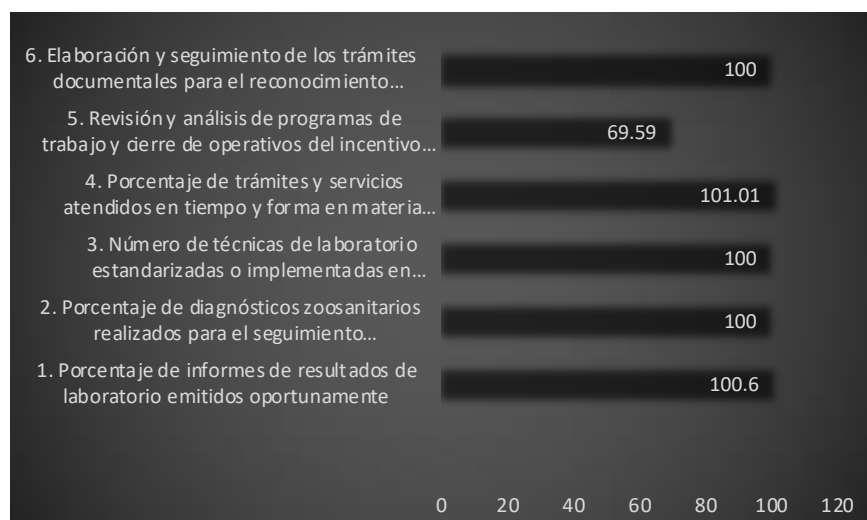 6. Elaboración y seguimiento de los trámites
documentales para el reconocimiento...
100
5. Revisión y análisis de programas de
trabajo y cierre de operativos del incentivo...
69.59
4. Porcentaje de trámites y servicios
atendidos en tiempo y forma en materia...
101.01
3. Número de técnicas de laboratorio
estandarizadas o implementadas en...
100
2. Porcentaje de diagnósticos zoosanitarios
realizados para el seguimiento...
100
1. Porcentaje de informes de resultados de
laboratorio emitidos oportunamente
100.6
0 20 40 60 80 100 120